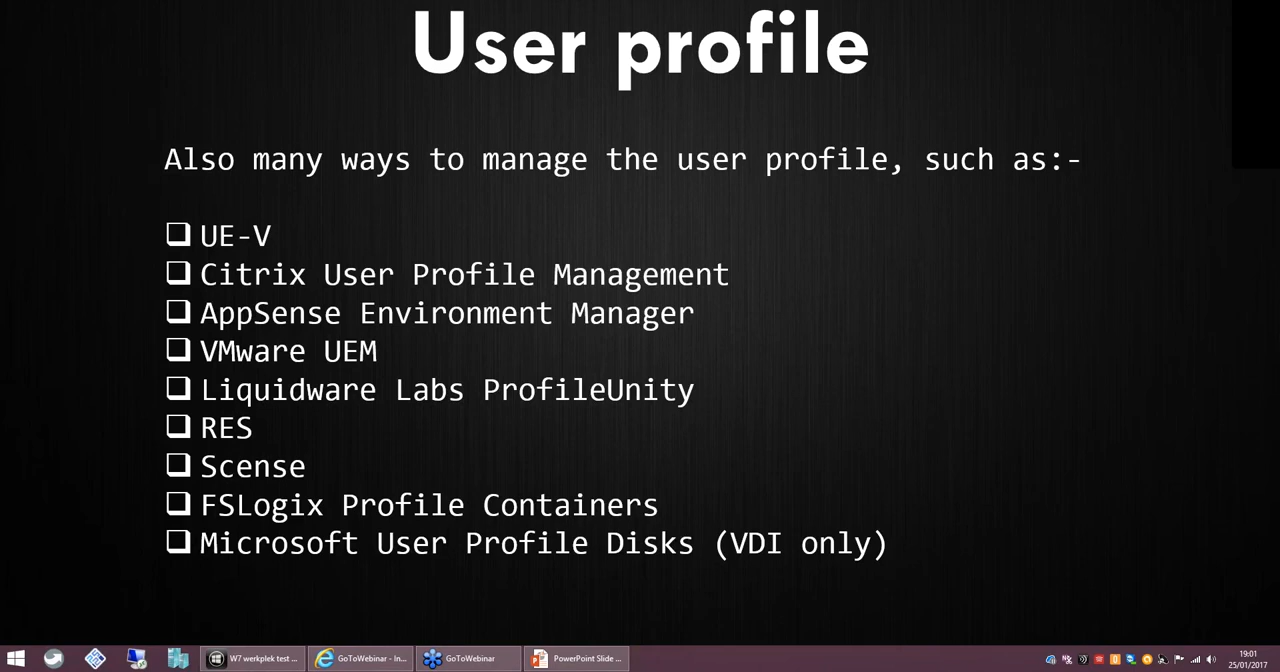 User profile
Also many ways to manage the user profile, such as:-
UE-V
Citrix User Profile Management
AppSense Environment Manager
VMware UEM
Liquidware Labs ProfileUnity
RES
Scense
FSLogix Profile Containers
Microsoft User Profile Disks (VDI only)
W7 werkplek test ...
GoToWebinar - In...
GoToWebinar
PowerPoint Slide ...
19:01
25/01/2017